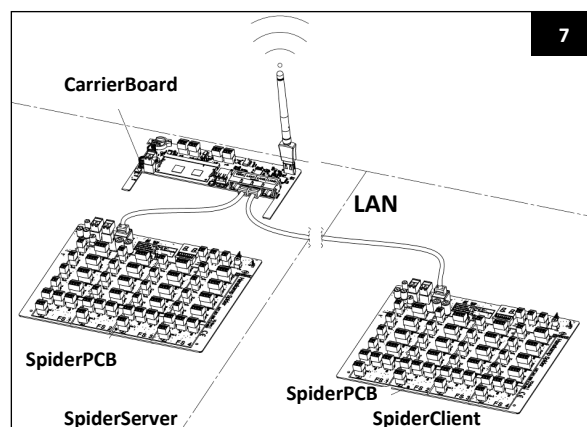 7
CarrierBoard
LAN
SpiderPCB
SpiderPCB
SpiderServer
SpiderClient